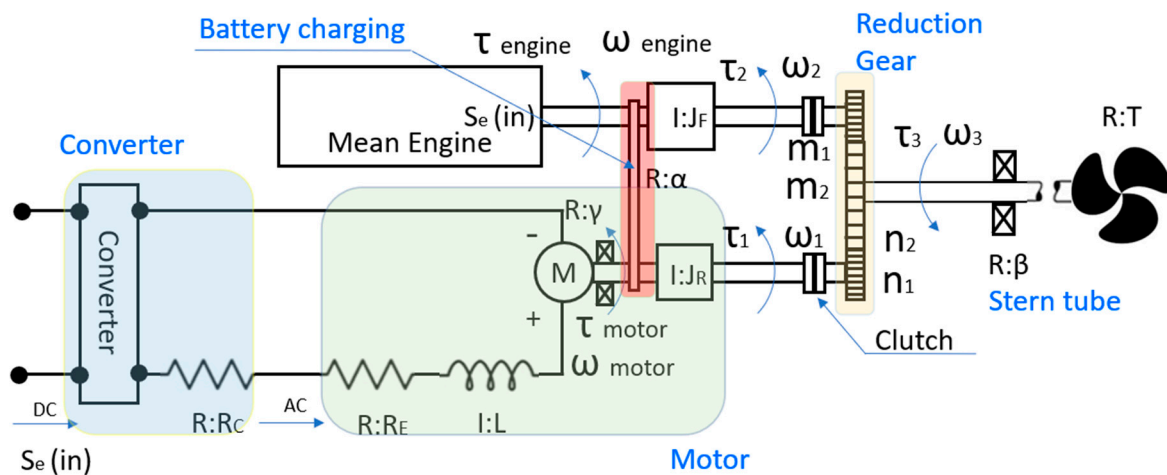 Battery charging
τ engine
ω engine
Reduction
Gear
τ2
ω2
Se (in)
Mean Engine
I:JF
R:T
Converter
m1
m2
τ3 ω3
R:α
R:γ
-
M
+
I:JR
τ1
ω1
n2
n1
R:β
Stern tube
Converter
τ motor
ω motor
Clutch
DC
R:RC
AC
R:RE
I:L
Se (in)
Motor